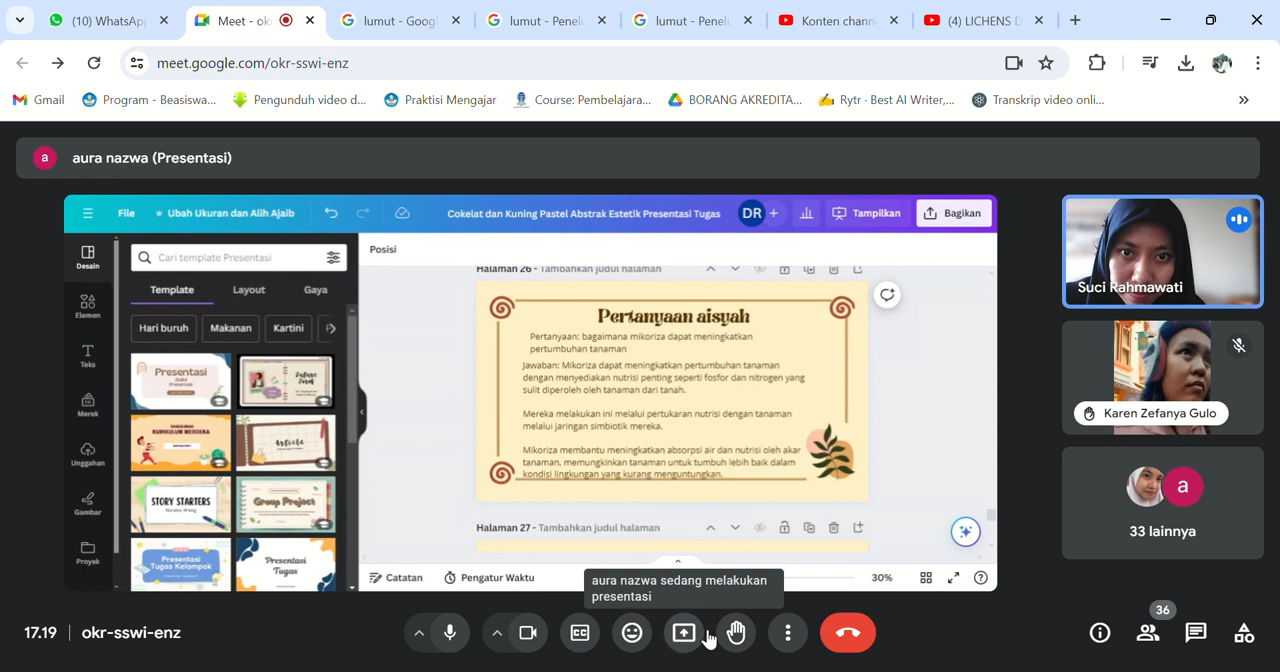 (10) WhatsAp
Meet - ok
lumut - Goog
lumut - Penel
lumut - Penel
Konten chann
(4) LICHENS D
meet.google.com/okr-sswi-enz
Gmail
Program - Beasiswa...
Pengunduh video d...
Praktisi Mengajar
Course: Pembelajara...
BORANG AKREDITA...
Rytr - Best AI Writer,...
Transkrip video onli...
a
aura nazwa (Presentasi)
File
Ubah Ukuran dan Alih Ajaib
Cokelat dan Kuning Pastel Abstrak Estetik Presentasi Tugas
DR
Tampilkan
Bagikan
Desain
Elemen
Teks
Merek
Unggahan
Gambar
Proyek
Cari template Presentasi
Template
Layout
Gaya
Hari buruh
Makanan
Kartini
Presentasi
KURIKULUM MERDEKA
Article
STORY STARTERS
Group Project
Presentasi
Tugas Kelompok
Presentasi
Tugas
Posisi
Halaman 26 - Tambahkan judul halaman
Pertanyaan aisyah
Pertanyaan: bagaimana mikoriza dapat meningkatkan
pertumbuhan tanaman
Jawaban: Mikoriza dapat meningkatkan pertumbuhan tanaman
dengan menyediakan nutrisi penting seperti fosfor dan nitrogen yang
sulit diperoleh oleh tanaman dari tanah.
Mereka melakukan ini melalui pertukaran nutrisi dengan tanaman
melalui jaringan simbiotik mereka.
Mikoriza membantu meningkatkan absorpsi air dan nutrisi oleh akar
tanaman, memungkinkan tanaman untuk tumbuh lebih baik dalam
kondisi lingkungan yang kurang menguntungkan.
Halaman 27 - Tambahkan judul halaman
Catatan
Pengatur Waktu
30%
aura nazwa sedang melakukan
presentasi
Suci Rahmawati
Karen Zefanya Gulo
a
33 lainnya
17.19
okr-sswi-enz
36